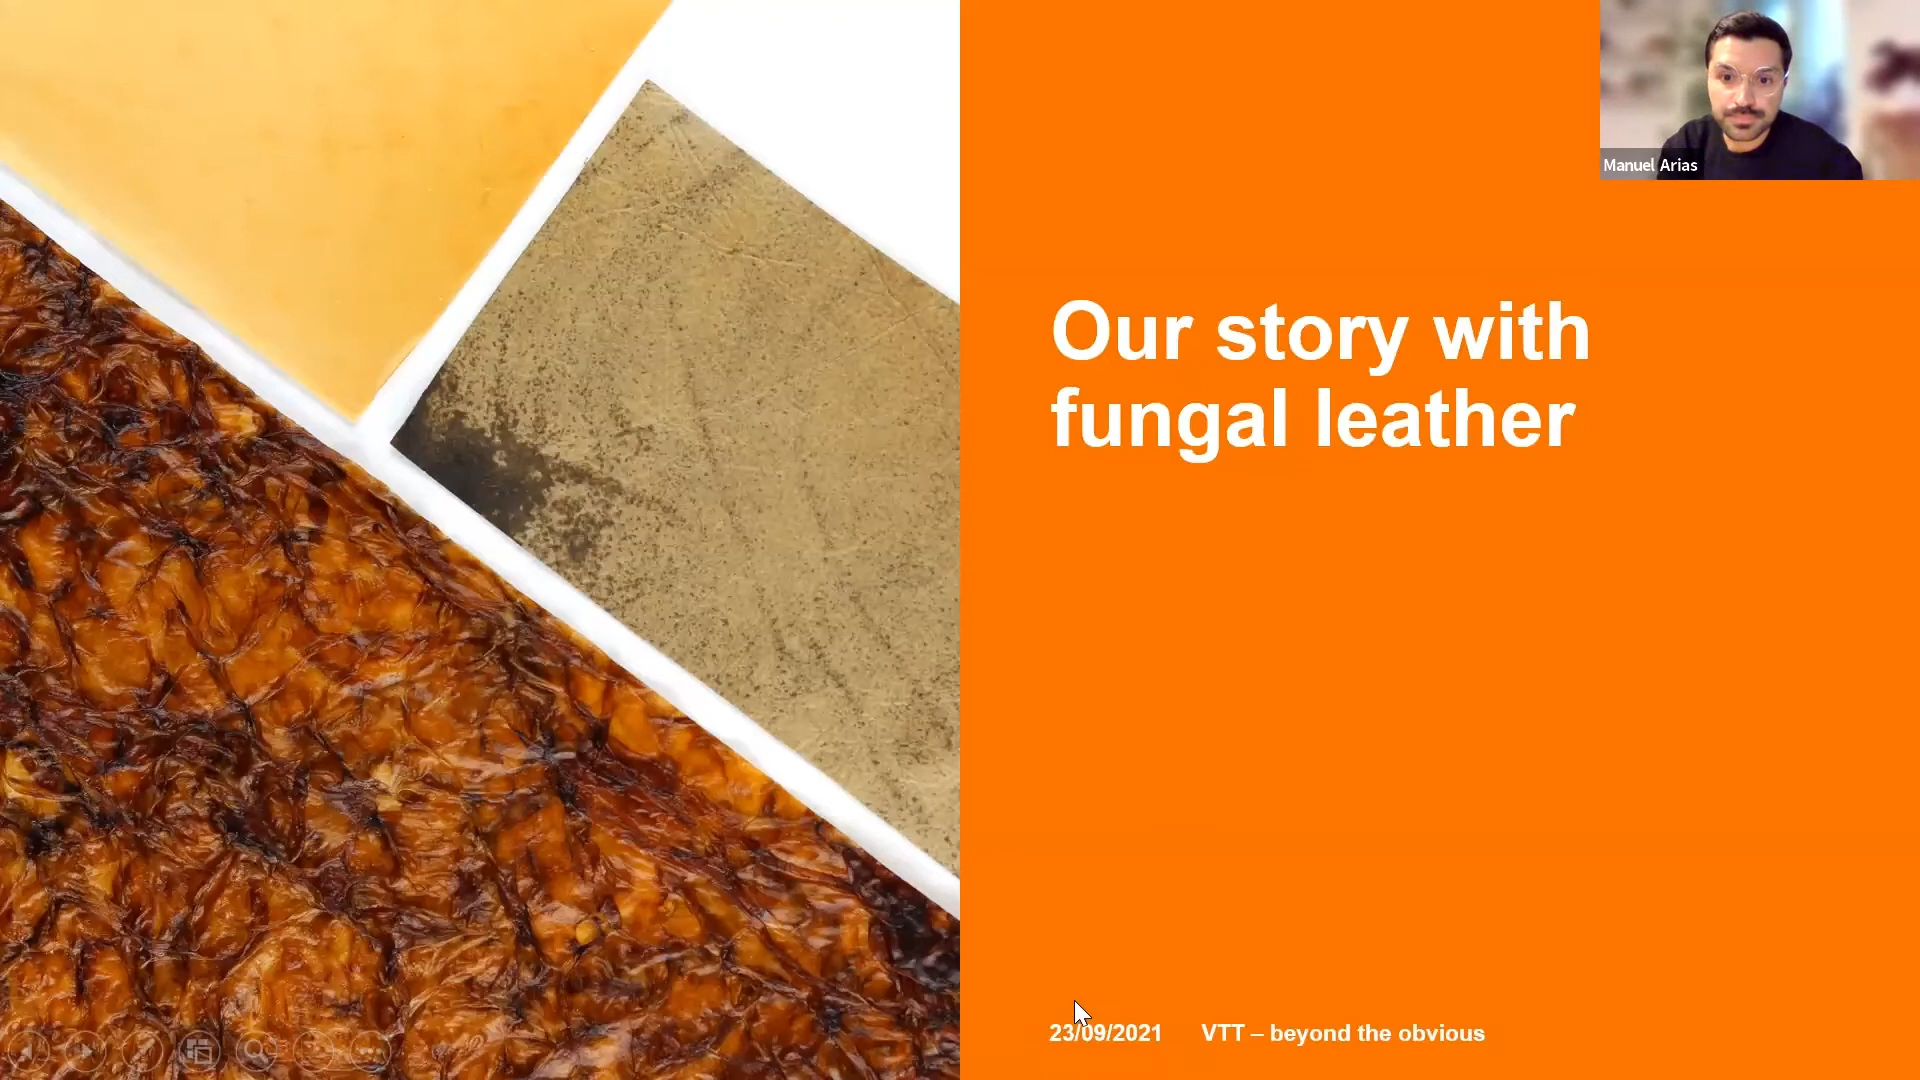 Manuel Arias
Our story with
fungal leather
23/09/2021 VTT – beyond the obvious